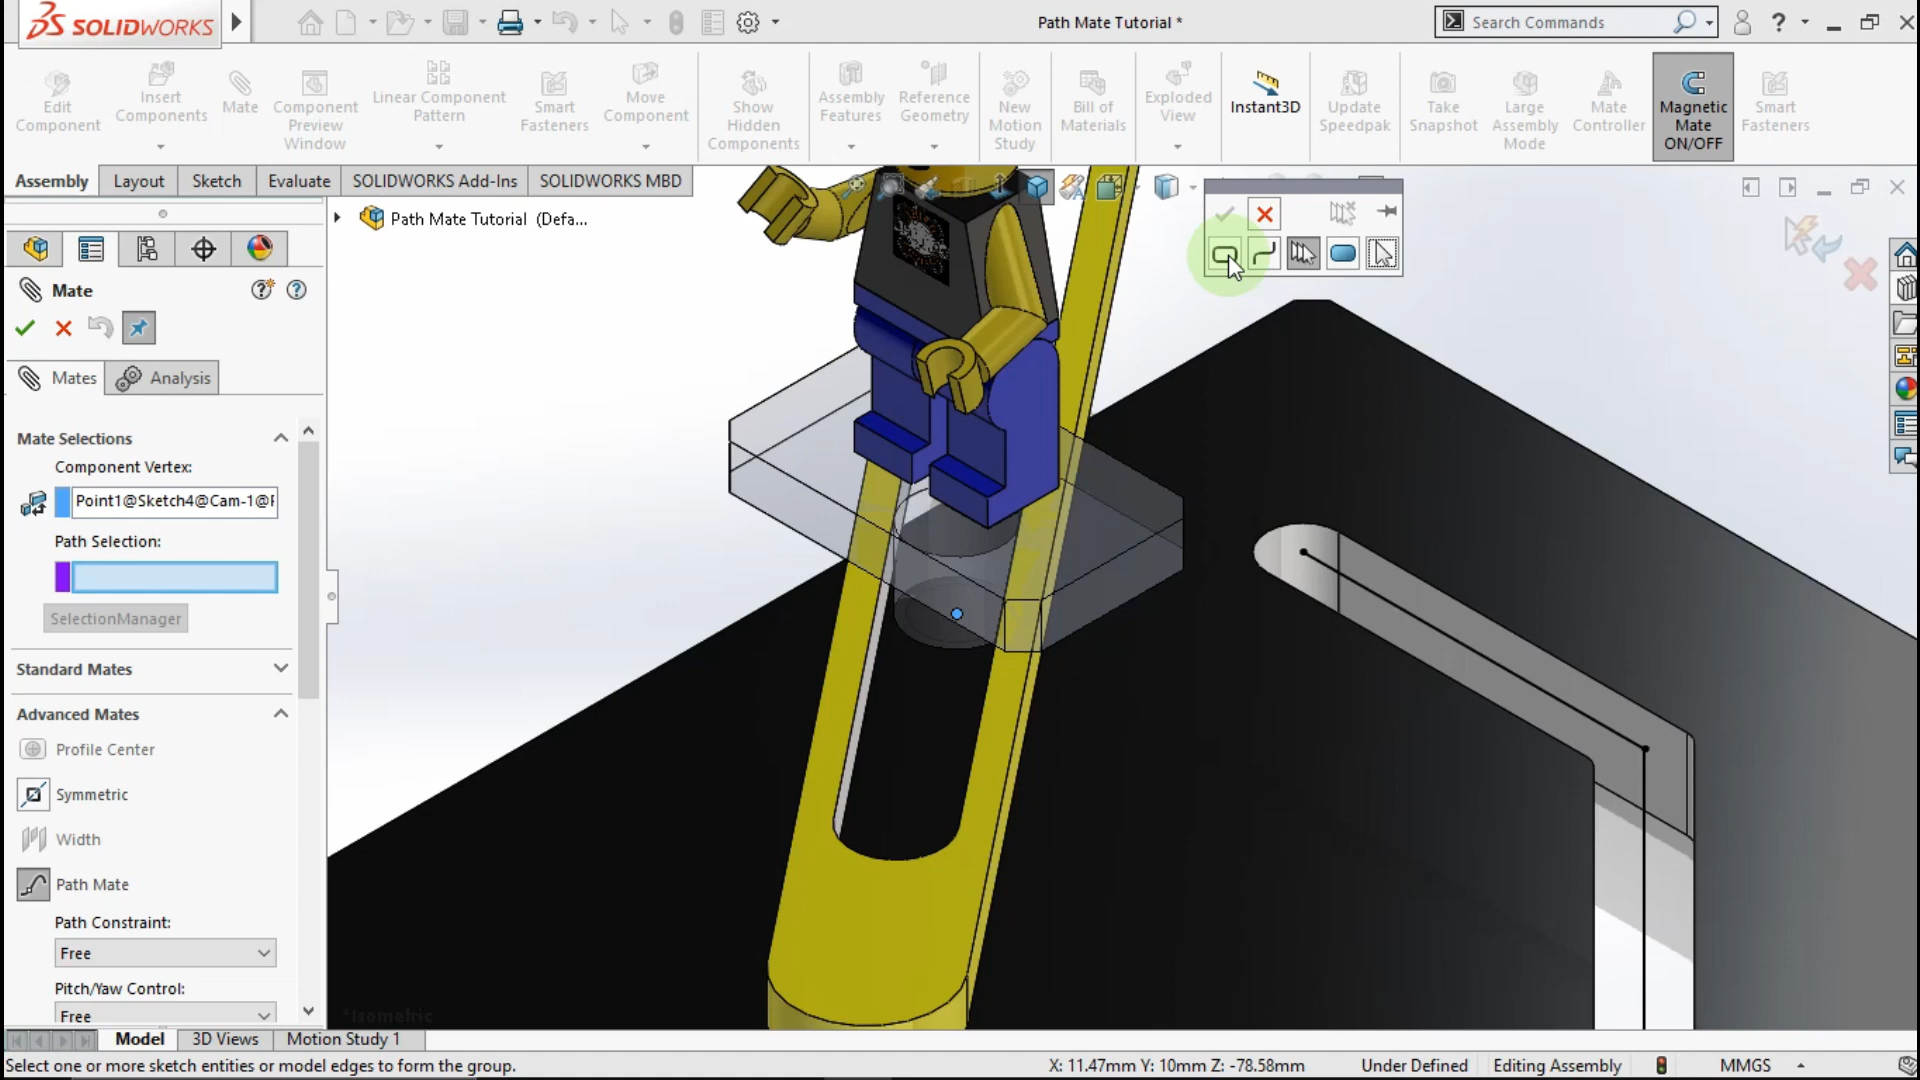 SOLIDWORKS
Path Mate Tutorial *
Search Commands
Edit Component
Insert Components
Mate
Component Preview Window
Linear Component Pattern
Smart Fasteners
Move Component
Show Hidden Components
Assembly Features
Reference Geometry
New Motion Study
Bill of Materials
Exploded View
Instant3D
Update Speedpak
Take Snapshot
Large Assembly Mode
Mate Controller
Magnetic Mate ON/OFF
Smart Fasteners
Assembly
Layout
Sketch
Evaluate
SOLIDWORKS Add-Ins
SOLIDWORKS MBD
Path Mate Tutorial (Defa...
Mate
Mates
Analysis
Mate Selections
Component Vertex:
Point1@Sketch4@Cam-1@
Path Selection:
SelectionManager
Standard Mates
Advanced Mates
Profile Center
Symmetric
Width
Path Mate
Path Constraint:
Free
Pitch/Yaw Control:
Free
*Isometric
Model
3D Views
Motion Study 1
Select one or more sketch entities or model edges to form the group.
X: 11.47mm Y: 10mm Z: -78.58mm
Under Defined
Editing Assembly
MMGS